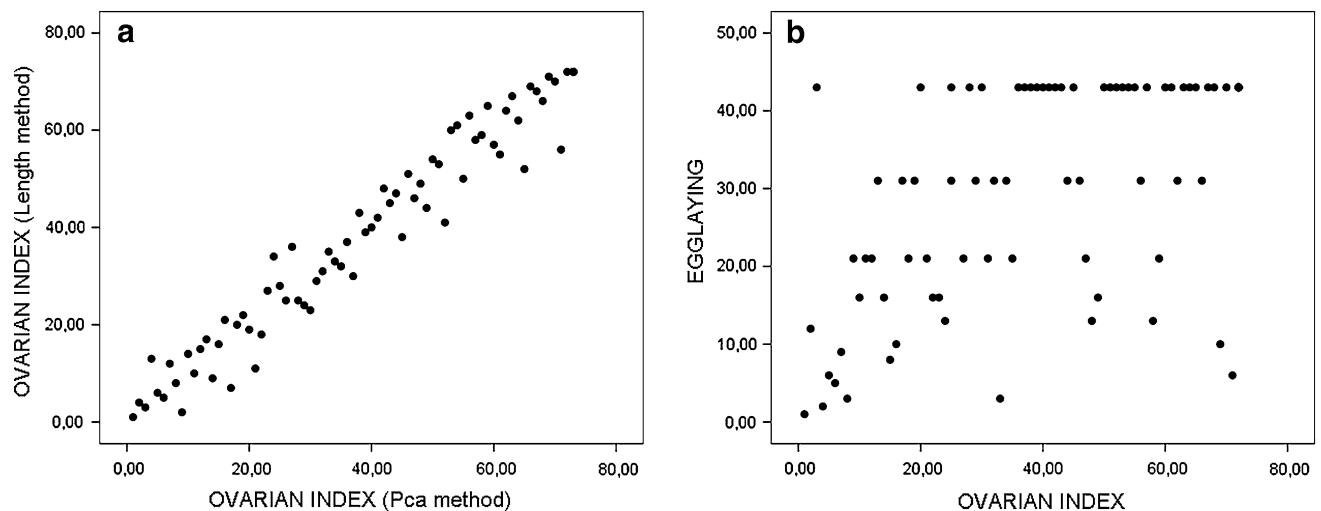 a
OVARIAN INDEX (Length method)
80,00
60,00
40,00
20,00
0,00
0,00 20,00 40,00 60,00 80,00
OVARIAN INDEX (Pca method)
b
EGGLAYING
50,00
40,00
30,00
20,00
10,00
0,00
0,00 20,00 40,00 60,00 80,00
OVARIAN INDEX